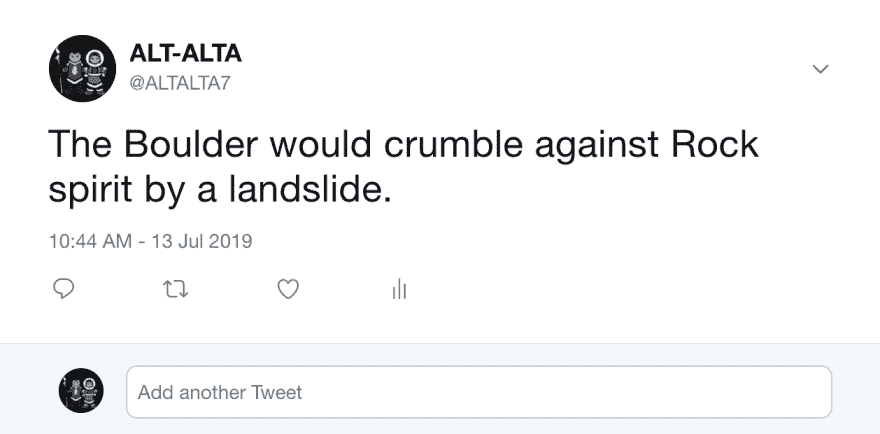 ALT-ALTA
@ALTALTA7
The Boulder would crumble against Rock
spirit by a landslide.
10:44 AM - 13 Jul 2019
Add another Tweet